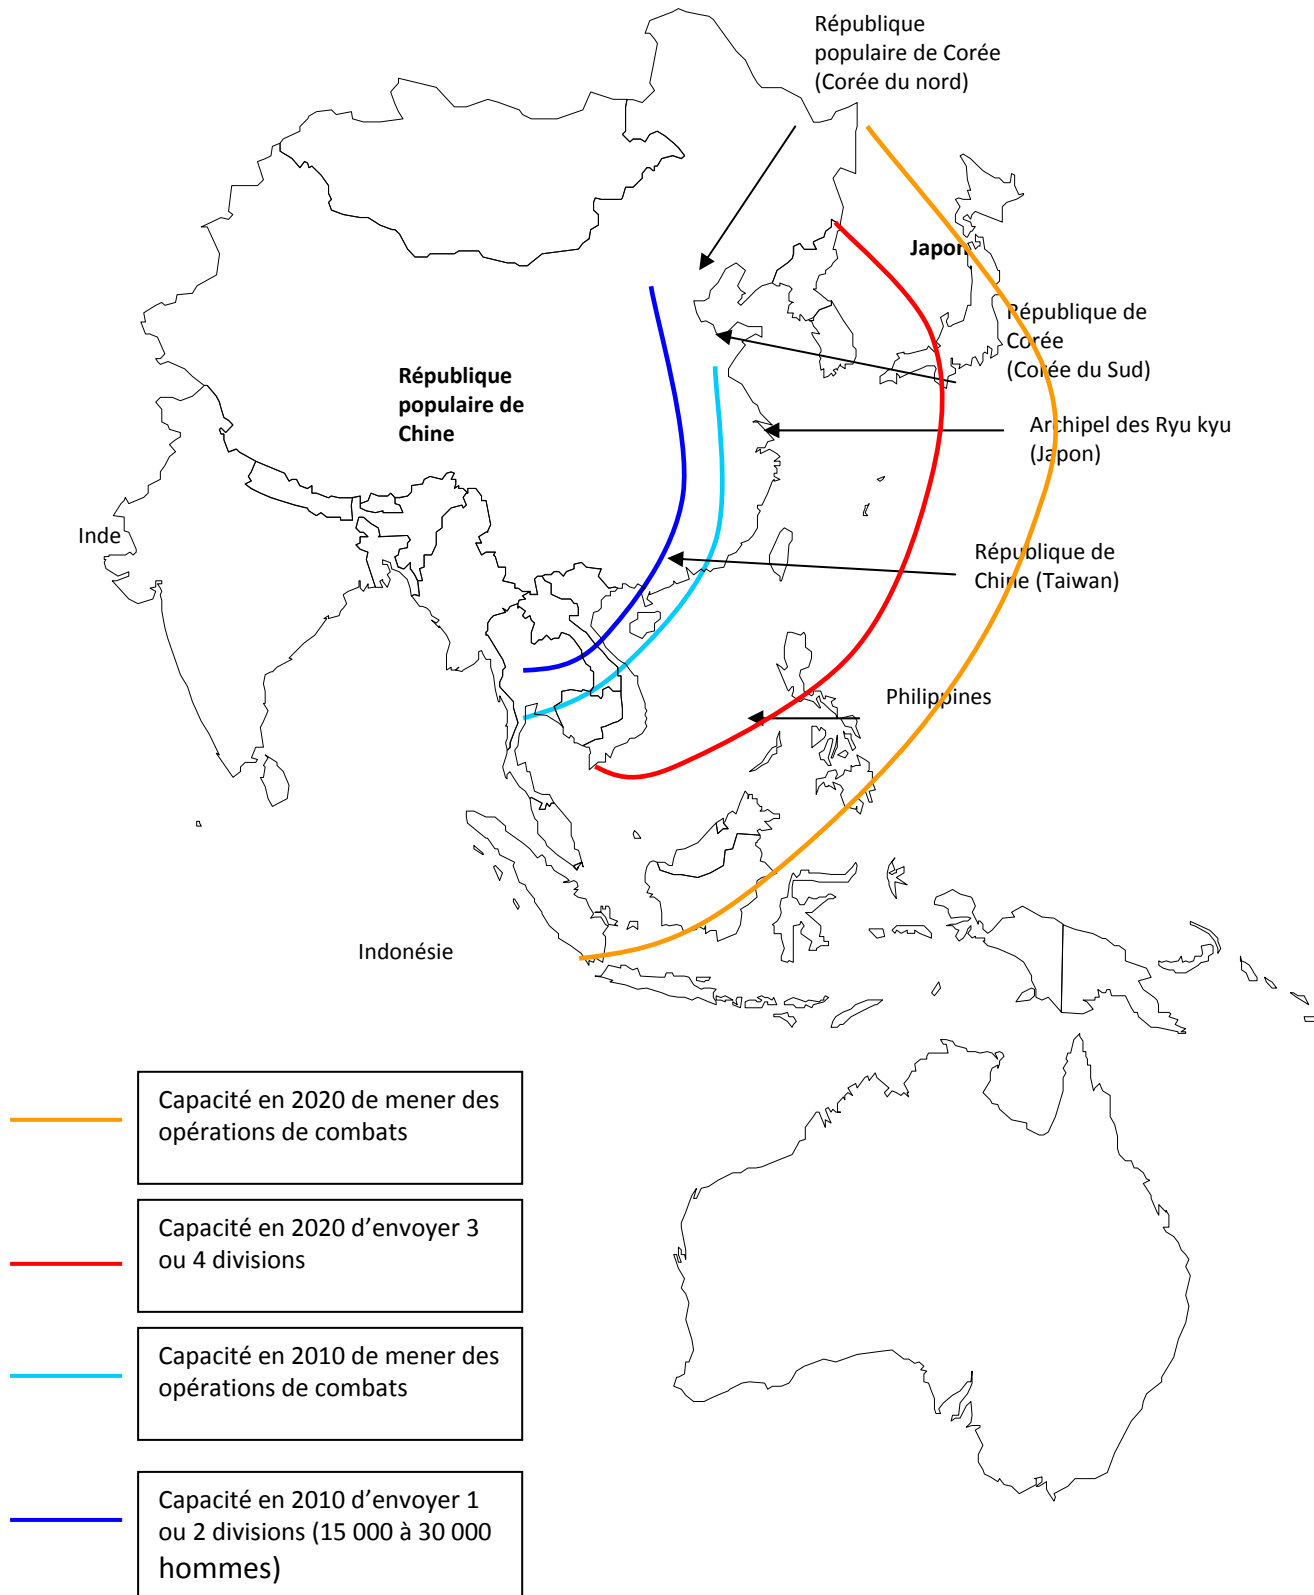 République
populaire de Corée
(Corée du nord)
Japon
République de
Corée
(Corée du Sud)
République
populaire de
Chine
Archipel des Ryu kyu
(Japon)
Inde
République de
Chine (Taiwan)
Philippines
Indonésie
Capacité en 2020 de mener des
opérations de combats
Capacité en 2020 d’envoyer 3
ou 4 divisions
Capacité en 2010 de mener des
opérations de combats
Capacité en 2010 d’envoyer 1
ou 2 divisions (15 000 à 30 000
hommes)